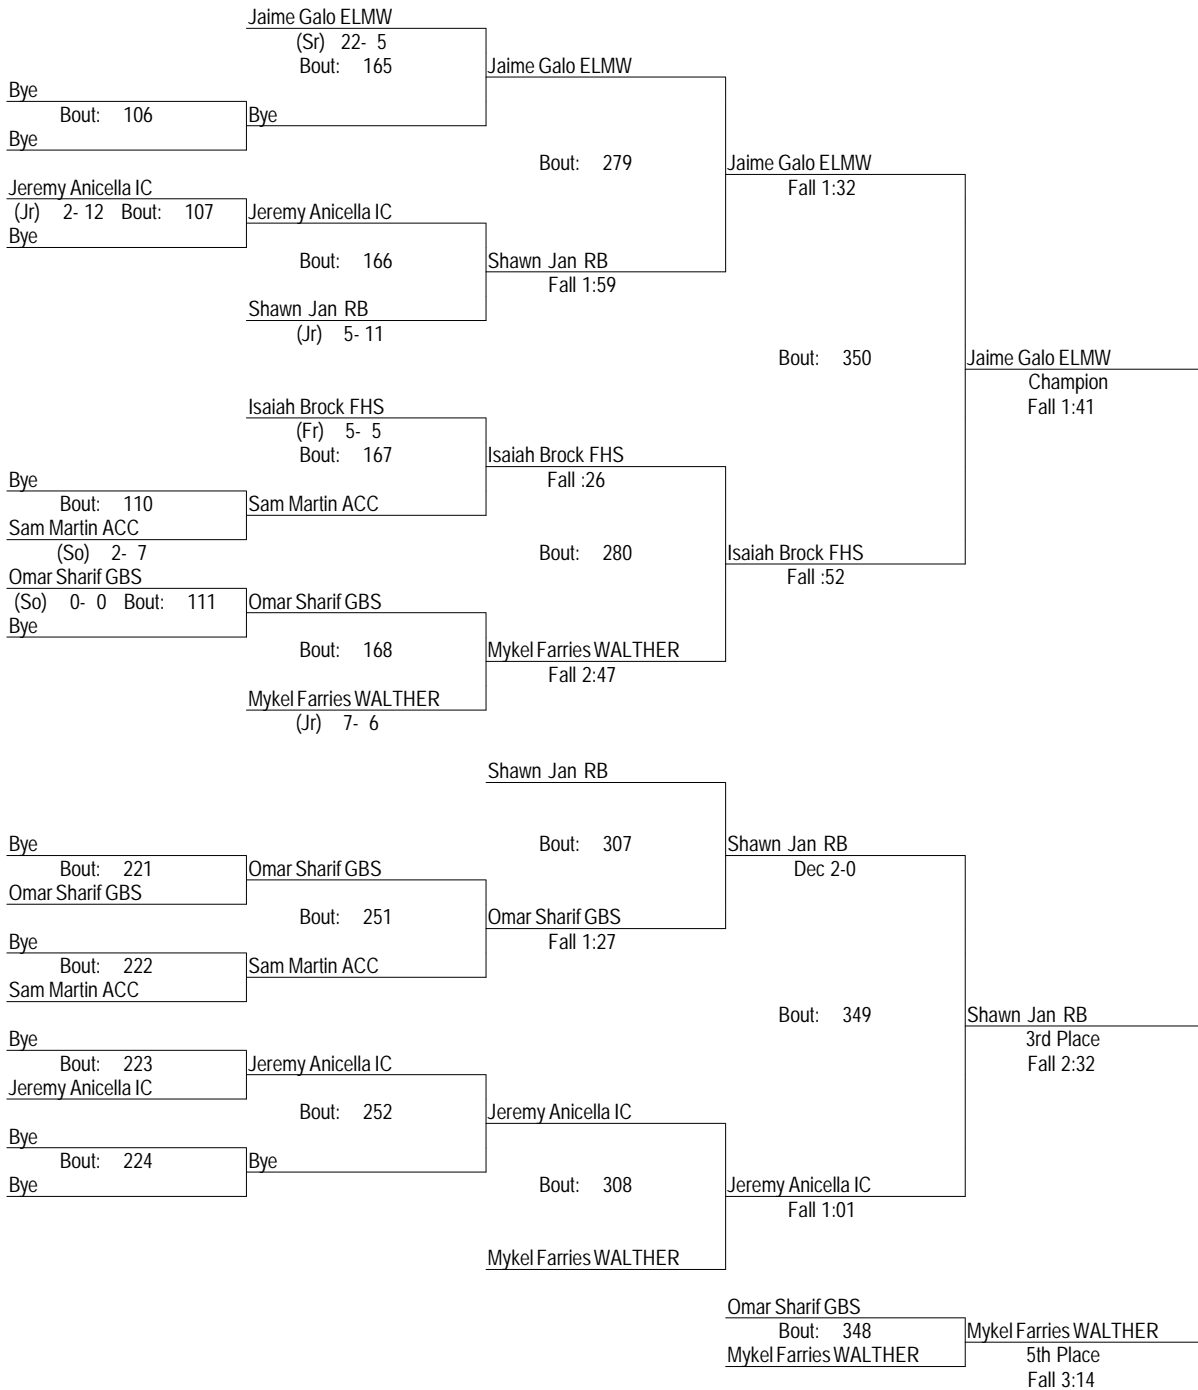 Jaime Galo ELMW
(Sr) 22- 5
Bout: 165
Jaime Galo ELMW
Bye
Bout: 106
Bye
Bye
Bout: 279
Jaime Galo ELMW
Fall 1:32
Jeremy Anicella IC
(Jr) 2- 12 Bout: 107
Jeremy Anicella IC
Bye
Bout: 166
Shawn Jan RB
Fall 1:59
Shawn Jan RB
(Jr) 5- 11
Bout: 350
Jaime Galo ELMW
Champion
Fall 1:41
Isaiah Brock FHS
(Fr) 5- 5
Bout: 167
Isaiah Brock FHS
Fall :26
Bye
Bout: 110
Sam Martin ACC
Sam Martin ACC
(So) 2- 7
Bout: 280
Isaiah Brock FHS
Fall :52
Omar Sharif GBS
(So) 0- 0 Bout: 111
Omar Sharif GBS
Bye
Bout: 168
Mykel Farries WALTHER
Fall 2:47
Mykel Farries WALTHER
(Jr) 7- 6
Shawn Jan RB
Bout: 307
Shawn Jan RB
Dec 2-0
Bye
Bout: 221
Omar Sharif GBS
Omar Sharif GBS
Bout: 251
Omar Sharif GBS
Fall 1:27
Bye
Bout: 222
Sam Martin ACC
Sam Martin ACC
Bout: 349
Shawn Jan RB
3rd Place
Fall 2:32
Bye
Bout: 223
Jeremy Anicella IC
Jeremy Anicella IC
Bout: 252
Jeremy Anicella IC
Bye
Bout: 224
Bye
Bye
Bout: 308
Jeremy Anicella IC
Fall 1:01
Mykel Farries WALTHER
Omar Sharif GBS
Bout: 348
Mykel Farries WALTHER
Mykel Farries WALTHER
5th Place
Fall 3:14